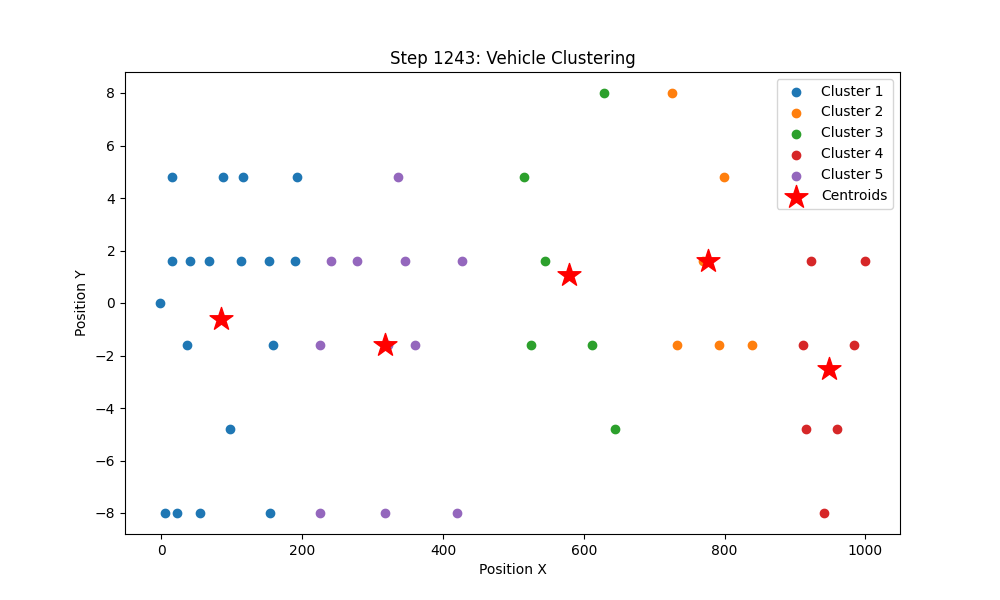 Step 1243: Vehicle Clustering
Cluster 1
Cluster 2
Cluster 3
Cluster 4
Cluster 5
Centroids
Position Y
8
6
4
2
0
−2
−4
−6
−8
0 200 400 600 800 1000
Position X